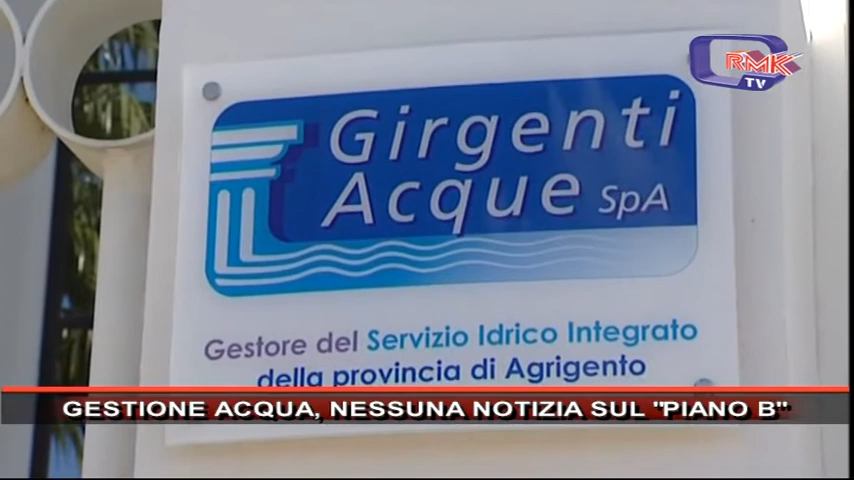 RMK
TV
Girgenti
Acque SpA
Gestore del Servizio Idrico Integrato
della provincia di Agrigento
GESTIONE ACQUA, NESSUNA NOTIZIA SUL "PIANO B"